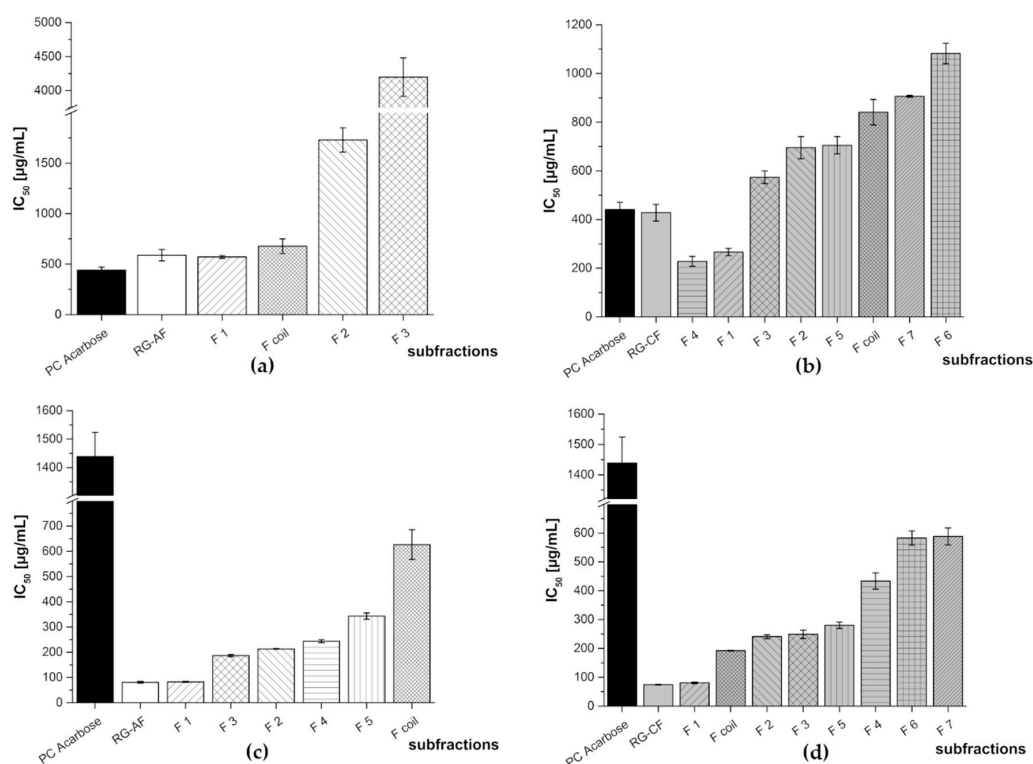 5000
4500
4000
1500
1000
500
0
IC50 [µg/mL]
PC Acarbose
RG-AF
F 1
F coil
F 2
F 3
subfractions
(a)
1200
1000
800
600
400
200
0
IC50 [µg/mL]
PC Acarbose
RG-CF
F 4
F 1
F 3
F 2
F 5
F coil
F 7
F 6
subfractions
(b)
1600
1500
1400
700
600
500
400
300
200
100
0
IC50 [µg/mL]
PC Acarbose
RG-AF
F 1
F 3
F 2
F 4
F 5
F coil
subfractions
(c)
1600
1500
1400
600
500
400
300
200
100
0
IC50 [µg/mL]
PC Acarbose
RG-CF
F 1
F coil
F 2
F 3
F 5
F 4
F 6
F 7
subfractions
(d)